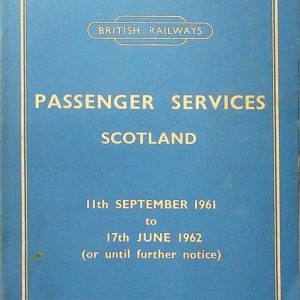 BRITISH RAILWAYS
PASSENGER SERVICES
SCOTLAND
11th SEPTEMBER 1961
to
17th JUNE 1962
(or until further notice)